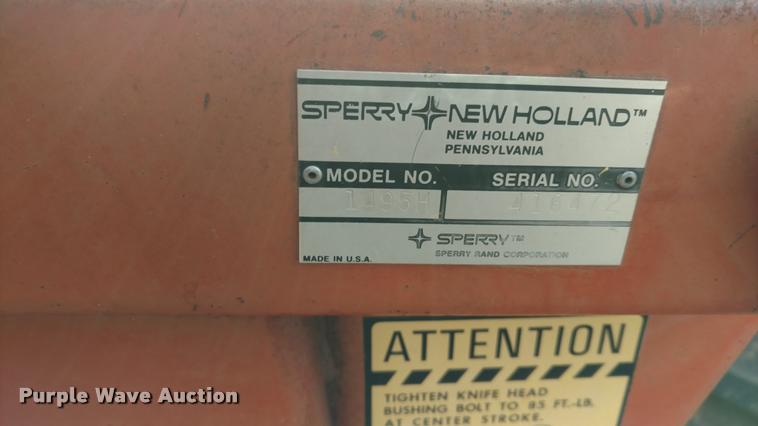 SPERRY NEW HOLLAND™
NEW HOLLAND
PENNSYLVANIA
MODEL NO. SERIAL NO.
1495H
SPERRY™
SPERRY RAND CORPORATION
MADE IN U.S.A.
ATTENTION
TIGHTEN KNIFE HEAD
BUSHING BOLT TO 85 FT.-LB.
AT CENTER STROKE.
Purple Wave Auction